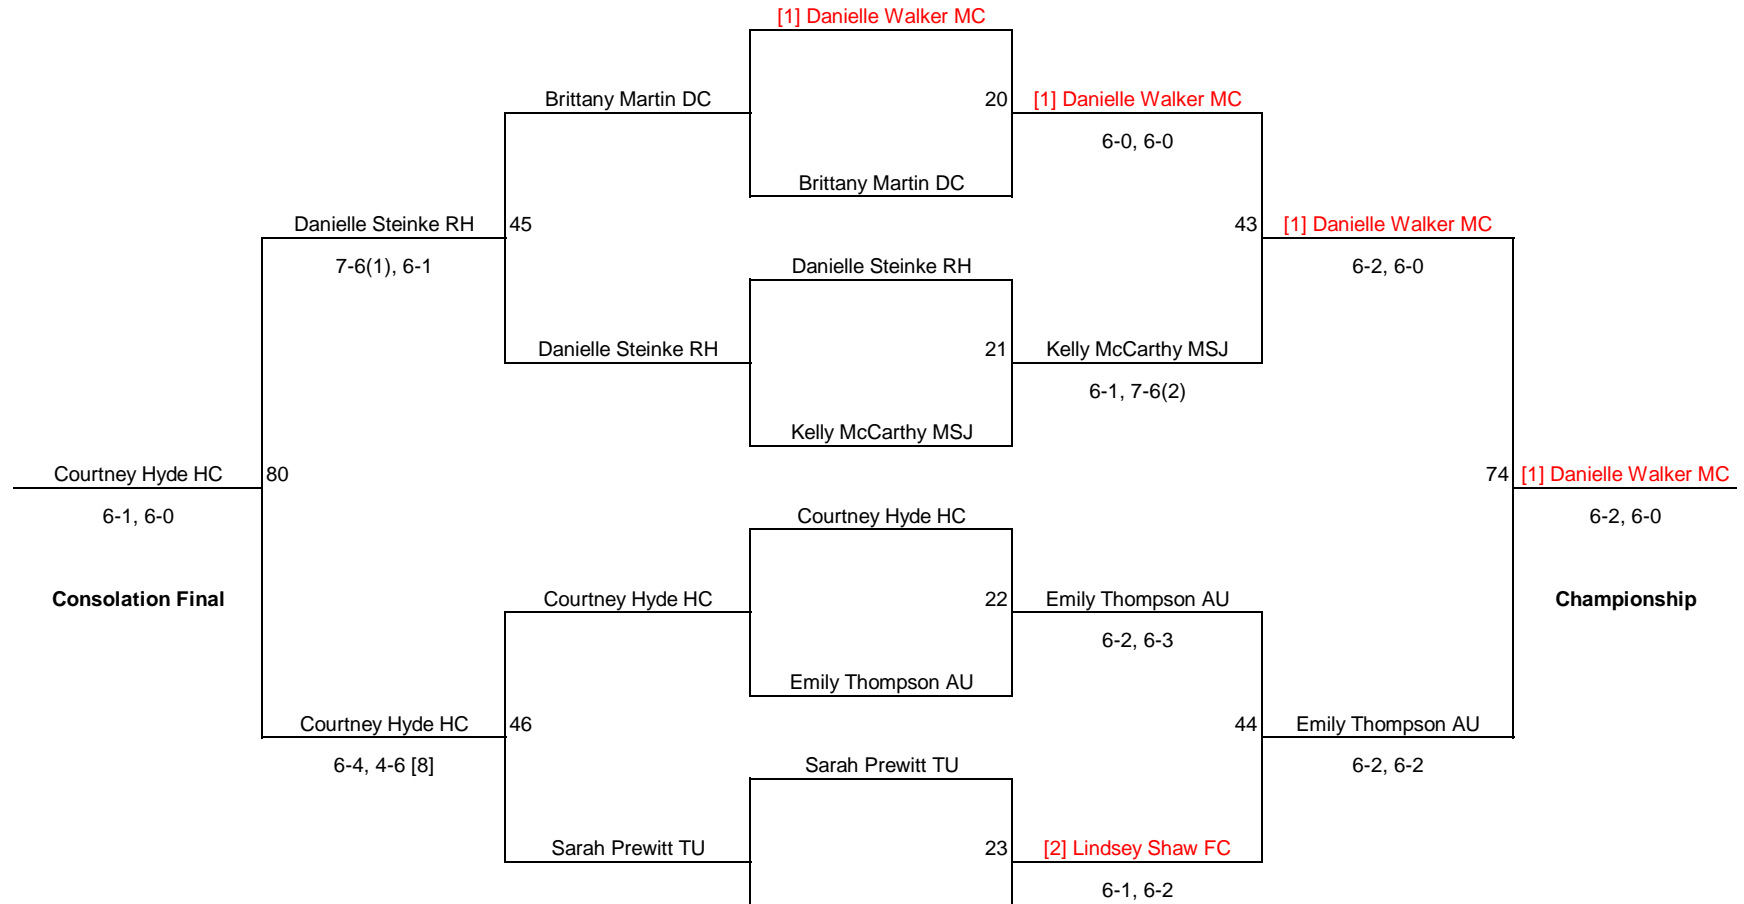 [1] Danielle Walker MC
Brittany Martin DC
20
[1] Danielle Walker MC
6-0, 6-0
Brittany Martin DC
Danielle Steinke RH
45
43
[1] Danielle Walker MC
7-6(1), 6-1
Danielle Steinke RH
6-2, 6-0
Danielle Steinke RH
21
Kelly McCarthy MSJ
6-1, 7-6(2)
Kelly McCarthy MSJ
Courtney Hyde HC
80
74
[1] Danielle Walker MC
6-1, 6-0
Courtney Hyde HC
6-2, 6-0
Consolation Final
Courtney Hyde HC
22
Emily Thompson AU
Championship
6-2, 6-3
Emily Thompson AU
Courtney Hyde HC
46
44
Emily Thompson AU
6-4, 4-6 [8]
Sarah Prewitt TU
6-2, 6-2
Sarah Prewitt TU
23
[2] Lindsey Shaw FC
6-1, 6-2